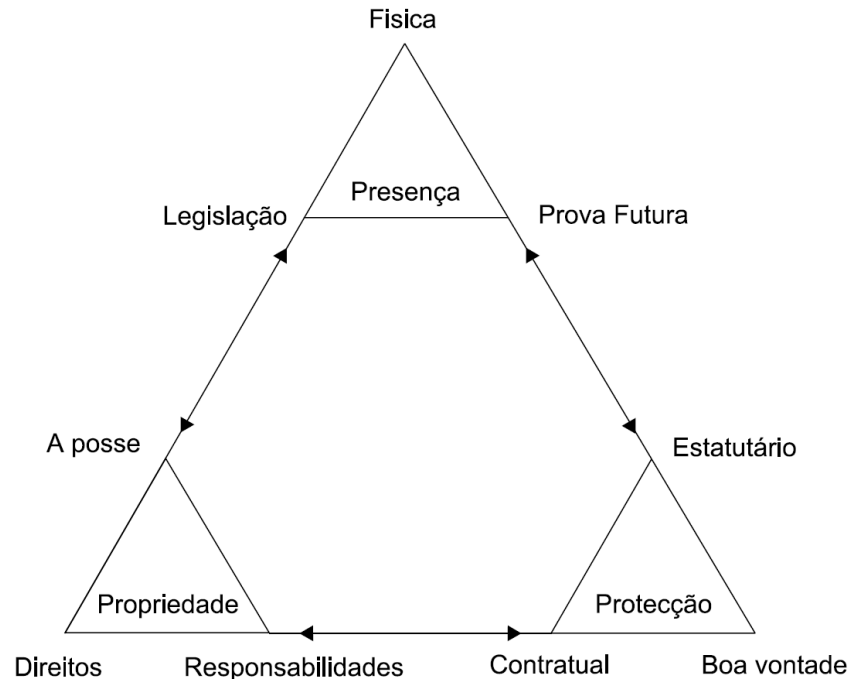 Fisica
Presença
Legislação
Prova Futura
A posse
Estatutário
Propriedade
Protecção
Direitos
Responsabilidades
Contratual
Boa vontade